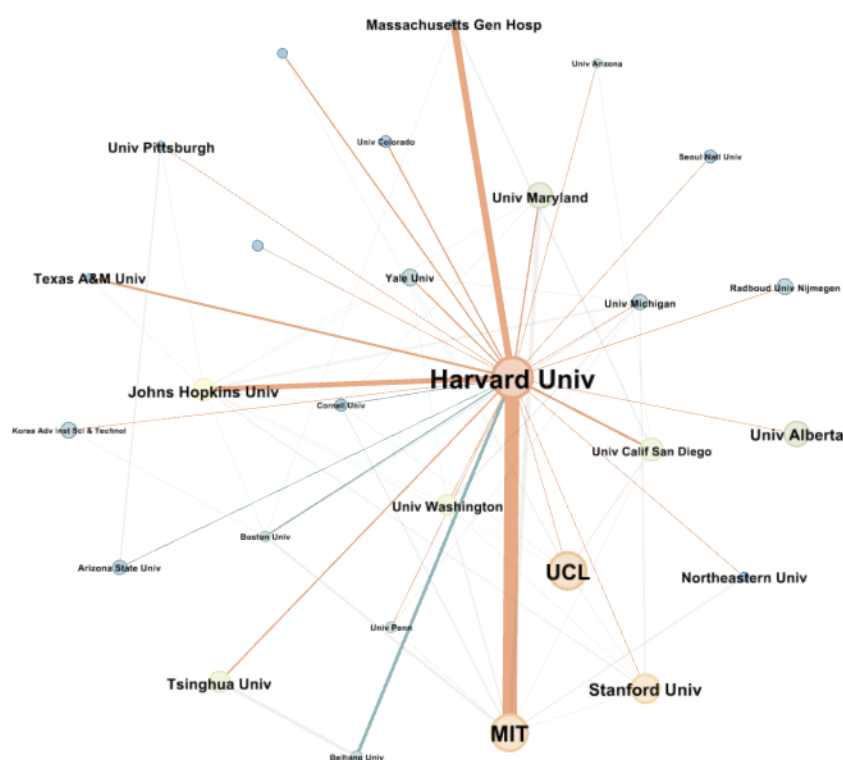 Massachusetts Gen Hosp
Univ Arizona
Univ Colorado
Univ Pittsburgh
Seoul Natl Univ
Univ Maryland
Texas A&M Univ
Yale Univ
Radboud Univ Nijmegen
Univ Michigan
Harvard Univ
Johns Hopkins Univ
Cornell Univ
Korea Adv Inst Sci & Technol
Univ Alberta
Univ Calif San Diego
Univ Washington
Boston Univ
Arizona State Univ
UCL
Northeastern Univ
Univ Penn
Tsinghua Univ
Stanford Univ
MIT
Beihang Univ